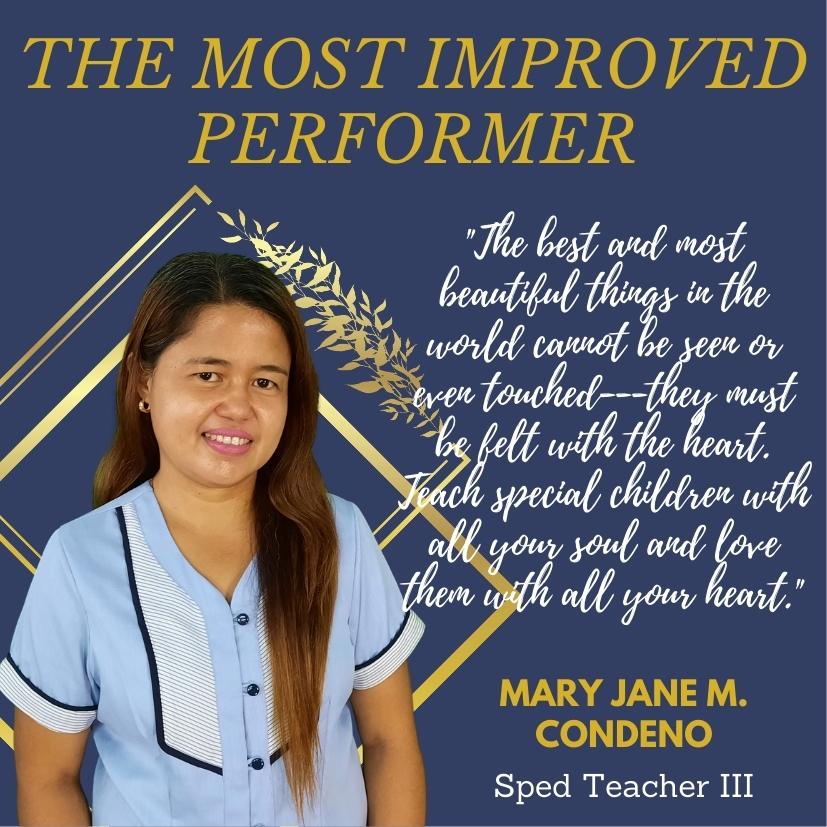 THE MOST IMPROVED
PERFORMER
"The best and most
beautiful things in the
world cannot be seen or
even touched---they must
be felt with the heart.
Teach special children with
all your soul and love
them with all your heart."
MARY JANE M.
CONDENO
Sped Teacher III